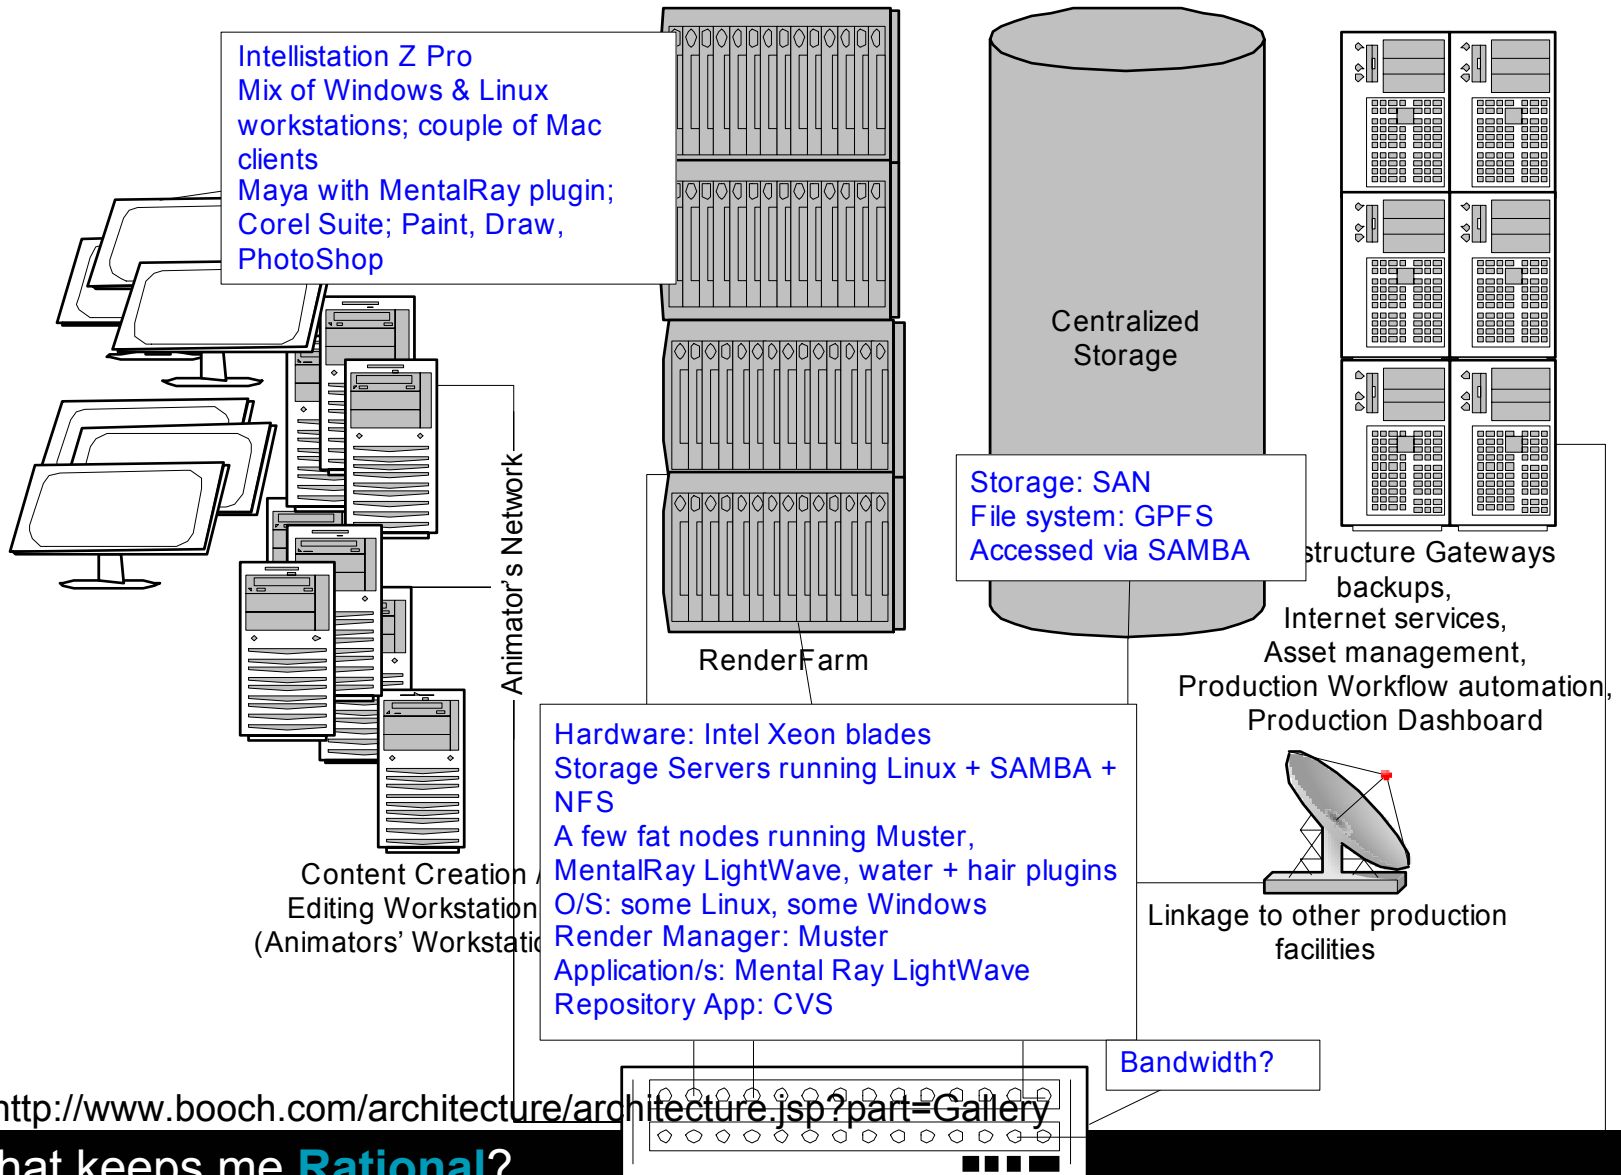 Intellistation Z Pro
Mix of Windows & Linux
workstations; couple of Mac
clients
Maya with MentalRay plugin;
Corel Suite; Paint, Draw,
PhotoShop
Centralized
Storage
Storage: SAN
File system: GPFS
Accessed via SAMBA
structure Gateways
backups,
Internet services,
Asset management,
Production Workflow automation,
Production Dashboard
Animator's Network
RenderFarm
Hardware: Intel Xeon blades
Storage Servers running Linux + SAMBA +
NFS
A few fat nodes running Muster,
MentalRay LightWave, water + hair plugins
O/S: some Linux, some Windows
Render Manager: Muster
Application/s: Mental Ray LightWave
Repository App: CVS
Content Creation /
Editing Workstation
(Animators' Workstatio
Linkage to other production
facilities
Bandwidth?
http://www.booch.com/architecture/architecture.jsp?part=Gallery
hat keeps me Rational?